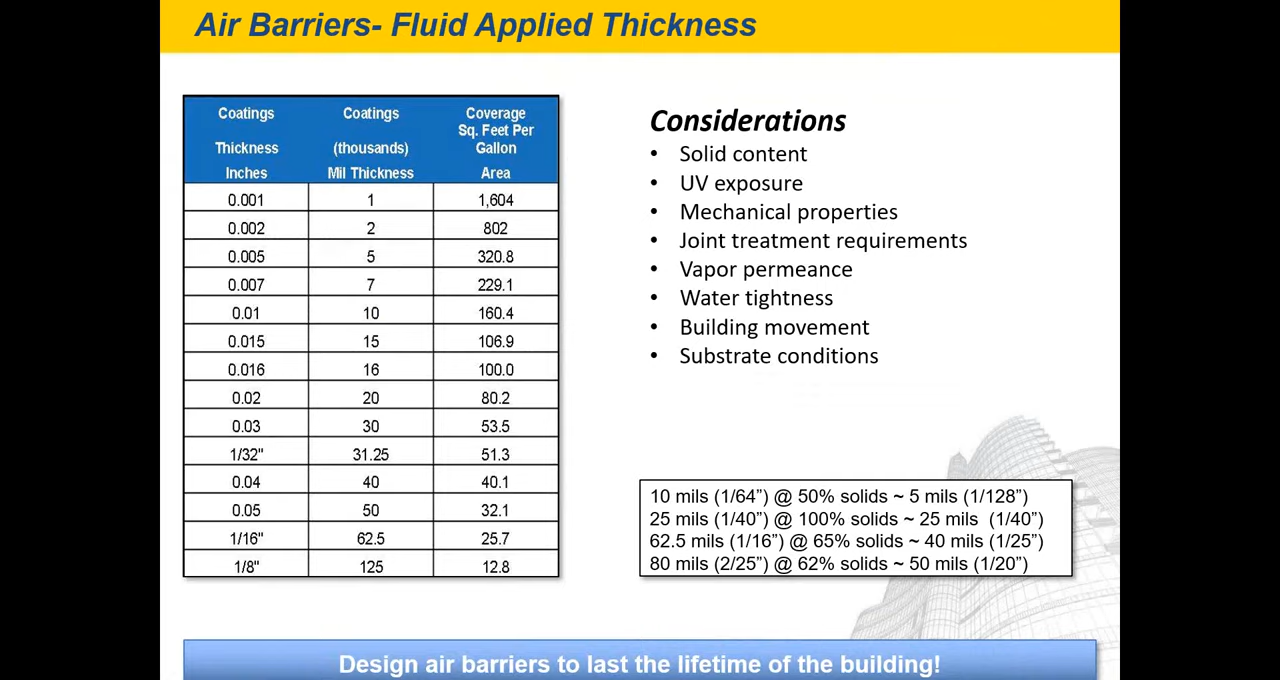 Air Barriers- Fluid Applied Thickness
Coatings Thickness Inches
Coatings (thousands) Mil Thickness
Coverage Sq. Feet Per Gallon Area
0.001 1 1,604
0.002 2 802
0.005 5 320.8
0.007 7 229.1
0.01 10 160.4
0.015 15 106.9
0.016 16 100.0
0.02 20 80.2
0.03 30 53.5
1/32" 31.25 51.3
0.04 40 40.1
0.05 50 32.1
1/16" 62.5 25.7
1/8" 125 12.8
Considerations
• Solid content
• UV exposure
• Mechanical properties
• Joint treatment requirements
• Vapor permeance
• Water tightness
• Building movement
• Substrate conditions
10 mils (1/64”) @ 50% solids ~ 5 mils (1/128”)
25 mils (1/40”) @ 100% solids ~ 25 mils (1/40”)
62.5 mils (1/16”) @ 65% solids ~ 40 mils (1/25”)
80 mils (2/25”) @ 62% solids ~ 50 mils (1/20”)
Design air barriers to last the lifetime of the building!